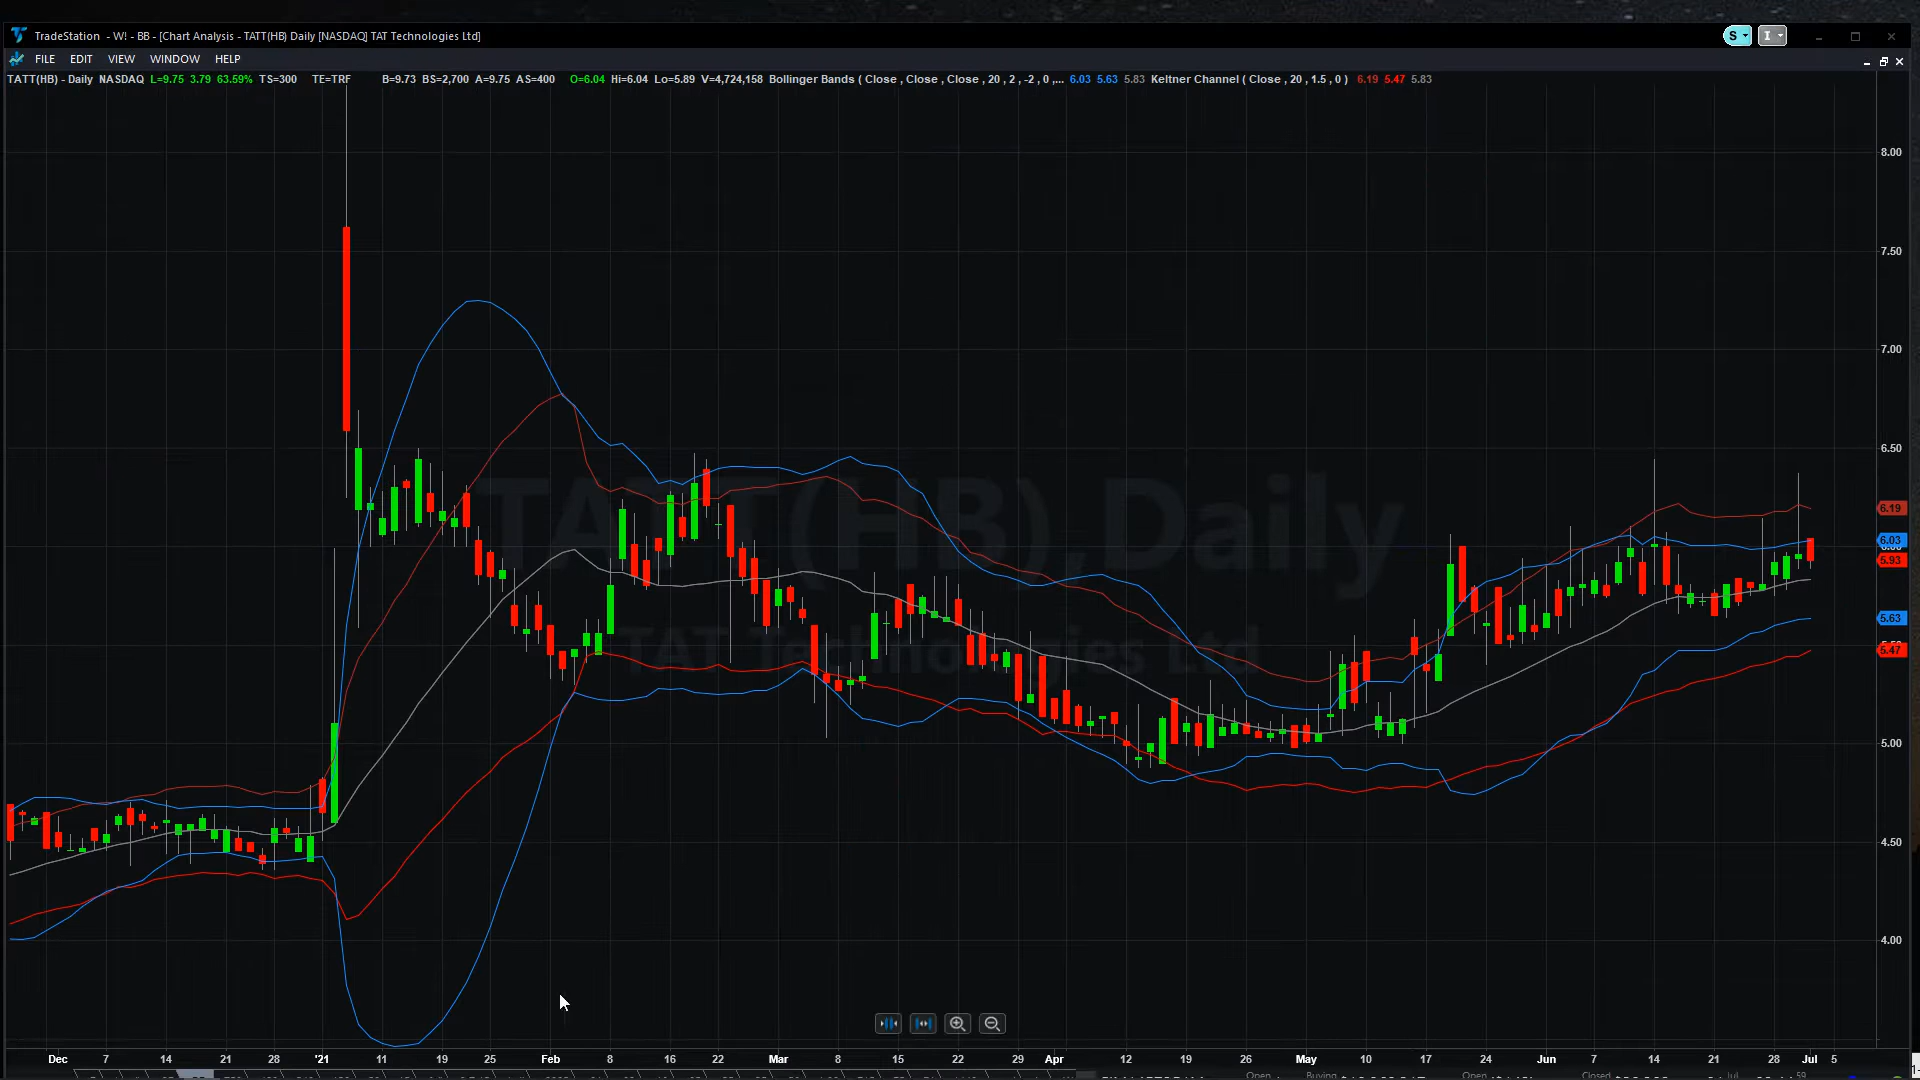 TradeStation - W! - BB - [Chart Analysis - TATT(HB) Daily [NASDAQ] TAT Technologies Ltd]
S I
FILE EDIT VIEW WINDOW HELP
TATT(HB) - Daily NASDAQ L=9.75 3.79 63.59% TS=300 TE=TRF B=9.73 BS=2,700 A=9.75 AS=400 O=6.04 Hi=6.04 Lo=5.89 V=4,724,158 Bollinger Bands ( Close , Close , Close , 20 , 2 , -2 , 0 ,... 6.03 5.63 5.83 Keltner Channel ( Close , 20 , 1.5 , 0 ) 6.19 5.47 5.83
8.00
7.50
7.00
6.50
TATT(HB),Daily
6.19
6.03
6.00
5.93
5.63
5.50
TAT Technologies Ltd
5.47
5.00
4.50
4.00
Dec 7 14 21 28 '21 11 19 25 Feb 8 16 22 Mar 8 15 22 29 Apr 12 19 26 May 10 17 24 Jun 7 14 21 28 Jul 5